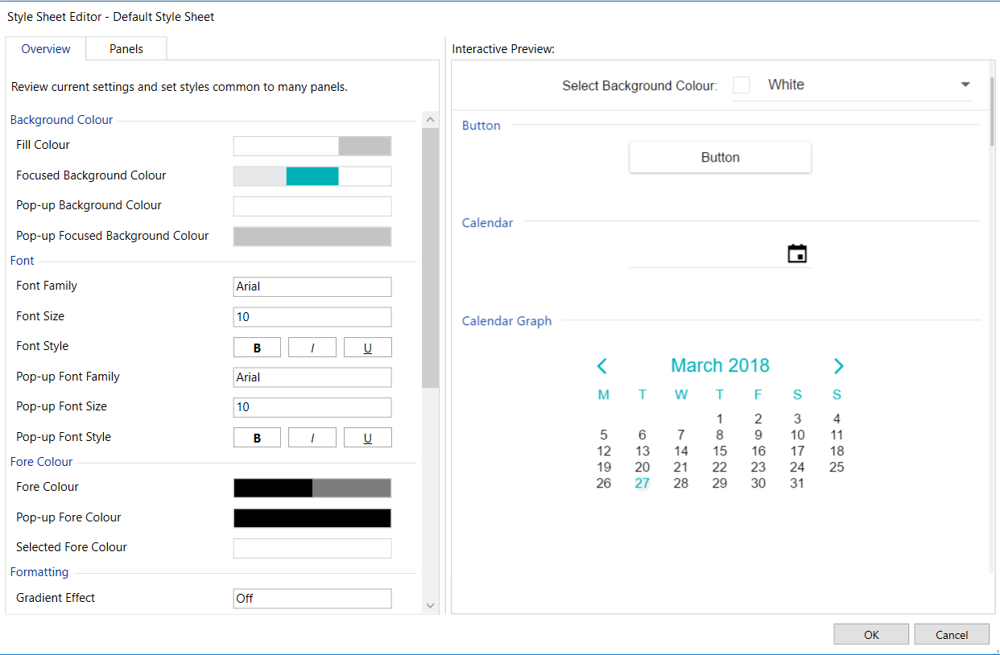 Style Sheet Editor - Default Style Sheet
Overview
Panels
Review current settings and set styles common to many panels.
Background Colour
Fill Colour
Focused Background Colour
Pop-up Background Colour
Pop-up Focused Background Colour
Font
Font Family Arial
Font Size 10
Font Style B I U
Pop-up Font Family Arial
Pop-up Font Size 10
Pop-up Font Style B I U
Fore Colour
Fore Colour
Pop-up Fore Colour
Selected Fore Colour
Formatting
Gradient Effect Off
Interactive Preview:
Select Background Colour: White
Button
Button
Calendar
Calendar Graph
March 2018
M T W T F S S
1 2 3 4
5 6 7 8 9 10 11
12 13 14 15 16 17 18
19 20 21 22 23 24 25
26 27 28 29 30 31
OK Cancel